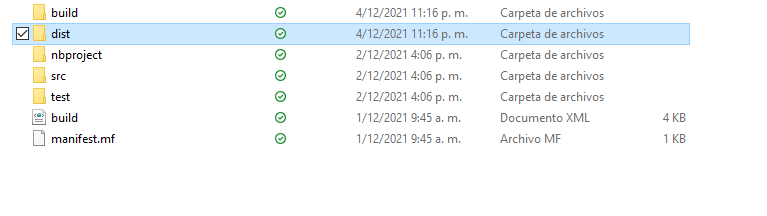 build 4/12/2021 11:16 p. m. Carpeta de archivos
dist 4/12/2021 11:16 p. m. Carpeta de archivos
nbproject 2/12/2021 4:06 p. m. Carpeta de archivos
src 2/12/2021 4:06 p. m. Carpeta de archivos
test 2/12/2021 4:06 p. m. Carpeta de archivos
build 1/12/2021 9:45 a. m. Documento XML 4 KB
manifest.mf 1/12/2021 9:45 a. m. Archivo MF 1 KB